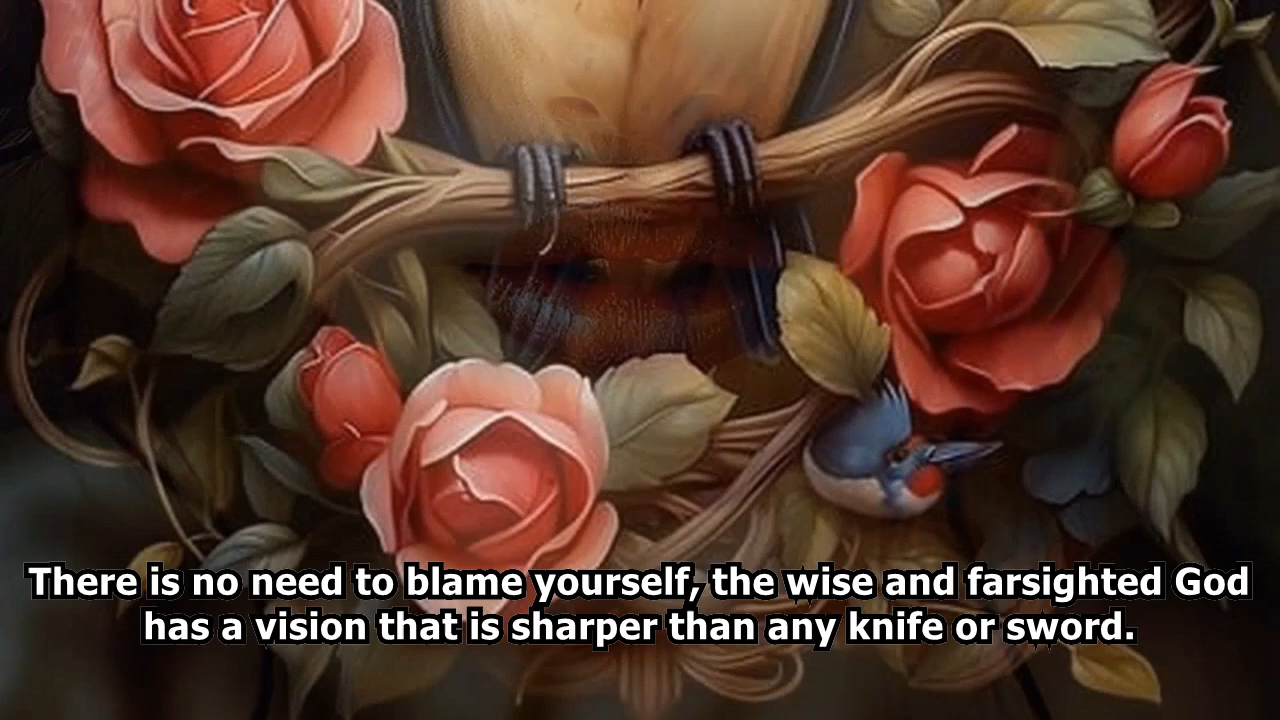 There is no need to blame yourself, the wise and farsighted God
has a vision that is sharper than any knife or sword.